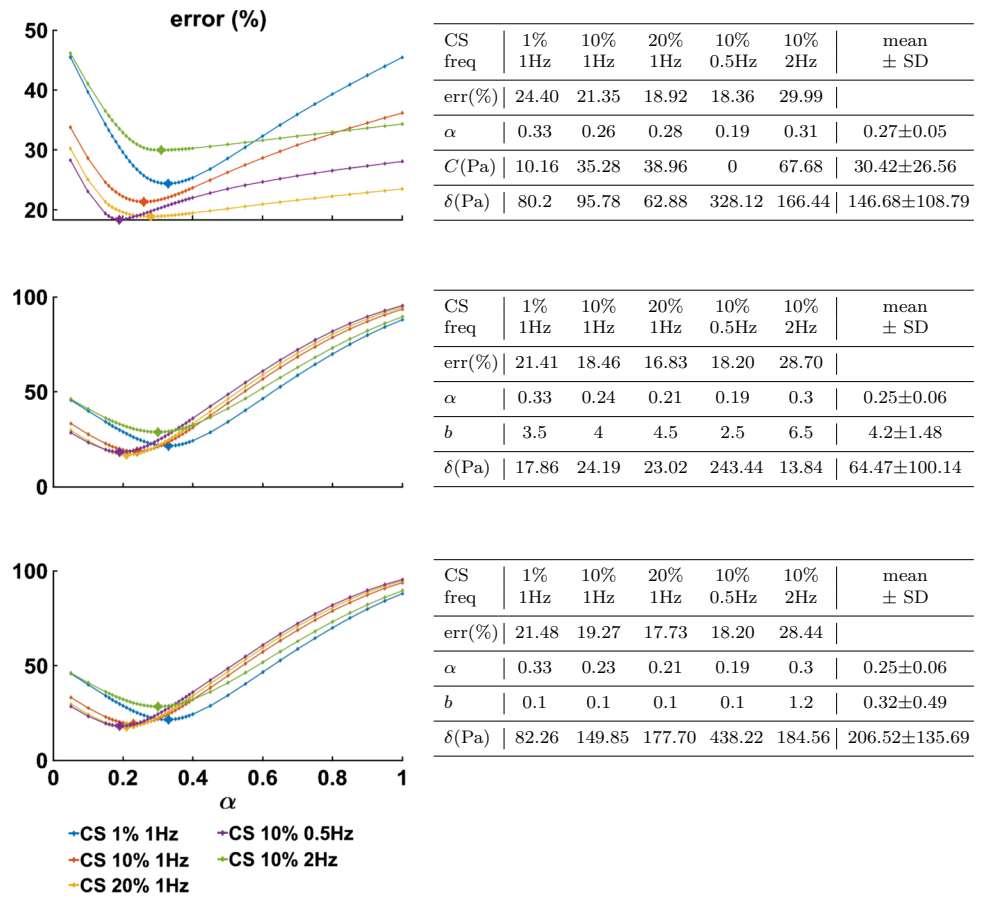 error (%)
50
40
30
20
CS 1% 10% 20% 10% 10% mean
freq 1Hz 1Hz 1Hz 0.5Hz 2Hz ± SD
err(%) 24.40 21.35 18.92 18.36 29.99
α 0.33 0.26 0.28 0.19 0.31 0.27±0.05
C(Pa) 10.16 35.28 38.96 0 67.68 30.42±26.56
δ(Pa) 80.2 95.78 62.88 328.12 166.44 146.68±108.79
100
50
0
CS 1% 10% 20% 10% 10% mean
freq 1Hz 1Hz 1Hz 0.5Hz 2Hz ± SD
err(%) 21.41 18.46 16.83 18.20 28.70
α 0.33 0.24 0.21 0.19 0.3 0.25±0.06
b 3.5 4 4.5 2.5 6.5 4.2±1.48
δ(Pa) 17.86 24.19 23.02 243.44 13.84 64.47±100.14
100
50
0
0 0.2 0.4 0.6 0.8 1
α
CS 1% 10% 20% 10% 10% mean
freq 1Hz 1Hz 1Hz 0.5Hz 2Hz ± SD
err(%) 21.48 19.27 17.73 18.20 28.44
α 0.33 0.23 0.21 0.19 0.3 0.25±0.06
b 0.1 0.1 0.1 0.1 1.2 0.32±0.49
δ(Pa) 82.26 149.85 177.70 438.22 184.56 206.52±135.69
CS 1% 1Hz
CS 10% 1Hz
CS 20% 1Hz
CS 10% 0.5Hz
CS 10% 2Hz